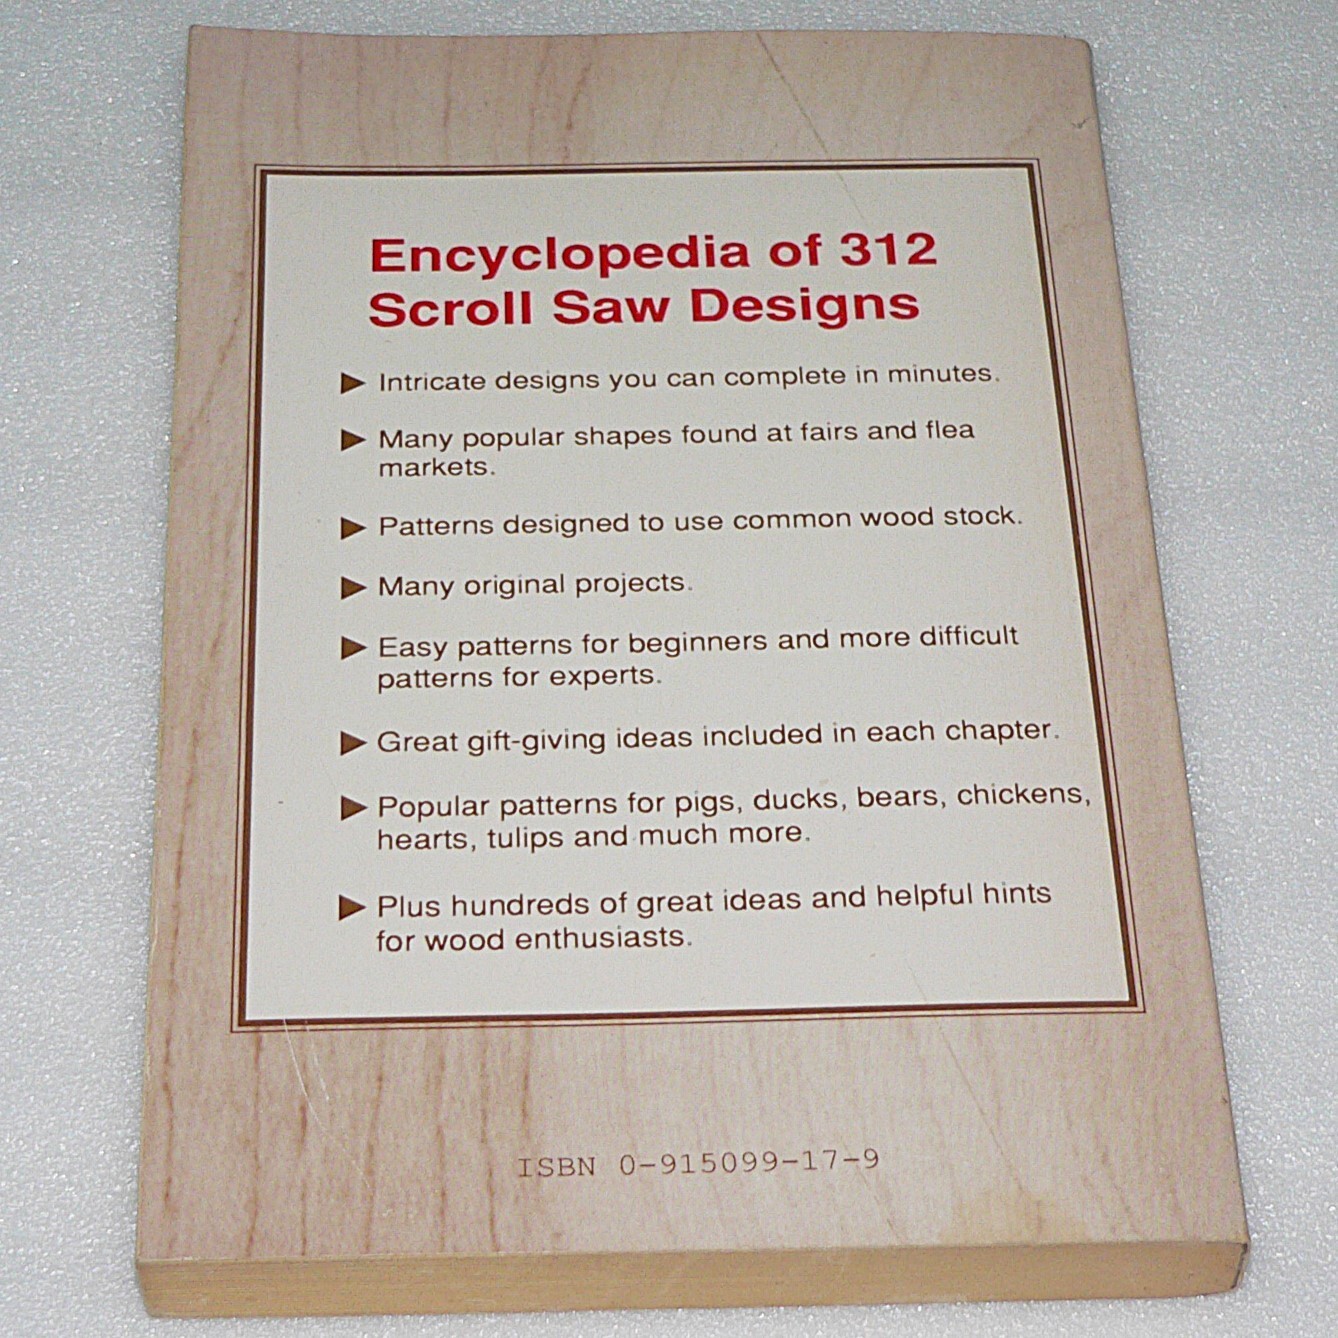 Encyclopedia of 312
Scroll Saw Designs
Intricate designs you can complete in minutes.
Many popular shapes found at fairs and flea
markets.
Patterns designed to use common wood stock.
Many original projects.
Easy patterns for beginners and more difficult
patterns for experts.
Great gift-giving ideas included in each chapter.
Popular patterns for pigs, ducks, bears, chickens,
hearts, tulips and much more.
Plus hundreds of great ideas and helpful hints
for wood enthusiasts.
ISBN 0-915099-17-9